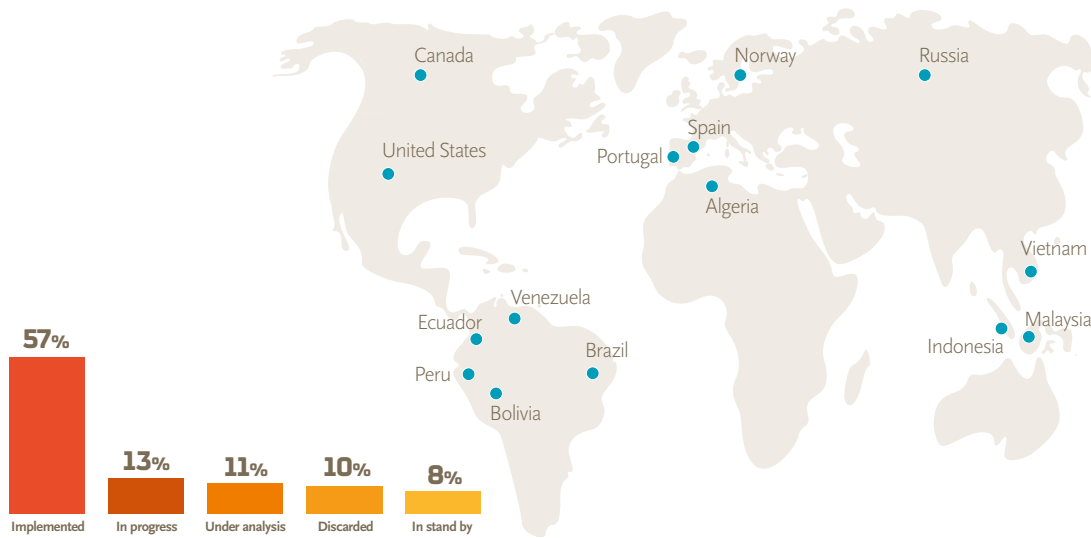 Canada
Norway
Russia
United States
Portugal
Spain
Algeria
Vietnam
Venezuela
Ecuador
Malaysia
Indonesia
Brazil
Peru
Bolivia
57%
13%
11%
10%
8%
Implemented
In progress
Under analysis
Discarded
In stand by